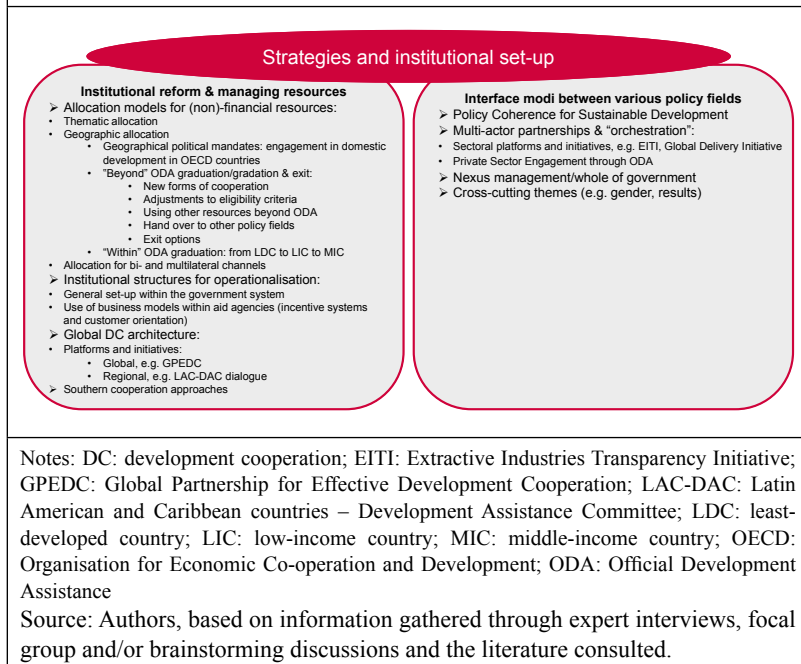 Strategies and institutional set-up
Institutional reform & managing resources
➢ Allocation models for (non)-financial resources:
• Thematic allocation
• Geographic allocation
• Geographical political mandates: engagement in domestic
development in OECD countries
• "Beyond" ODA graduation/gradation & exit:
• New forms of cooperation
• Adjustments to eligibility criteria
• Using other resources beyond ODA
• Hand over to other policy fields
• Exit options
• “Within” ODA graduation: from LDC to LIC to MIC
• Allocation for bi- and multilateral channels
➢ Institutional structures for operationalisation:
• General set-up within the government system
• Use of business models within aid agencies (incentive systems
and customer orientation)
➢ Global DC architecture:
• Platforms and initiatives:
• Global, e.g. GPEDC
• Regional, e.g. LAC-DAC dialogue
➢ Southern cooperation approaches
Interface modi between various policy fields
➢ Policy Coherence for Sustainable Development
➢ Multi-actor partnerships & “orchestration”:
• Sectoral platforms and initiatives, e.g. EITI, Global Delivery Initiative
• Private Sector Engagement through ODA
➢ Nexus management/whole of government
➢ Cross-cutting themes (e.g. gender, results)
Notes: DC: development cooperation; EITI: Extractive Industries Transparency Initiative;
GPEDC: Global Partnership for Effective Development Cooperation; LAC-DAC: Latin
American and Caribbean countries – Development Assistance Committee; LDC: least-
developed country; LIC: low-income country; MIC: middle-income country; OECD:
Organisation for Economic Co-operation and Development; ODA: Official Development
Assistance
Source: Authors, based on information gathered through expert interviews, focal
group and/or brainstorming discussions and the literature consulted.